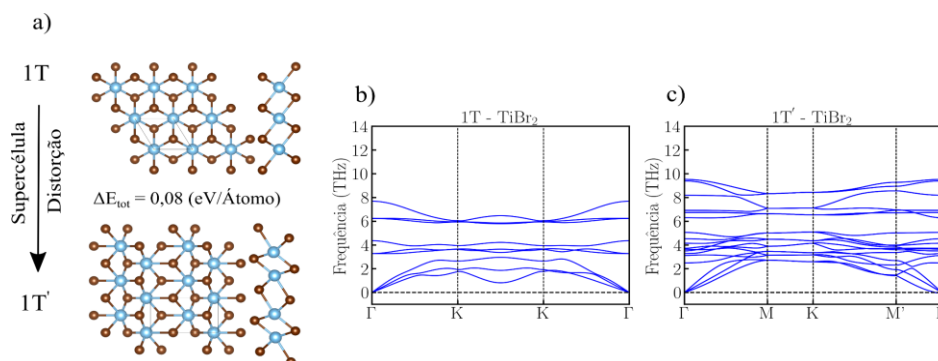 a)
1T
Supercélula
Distorção
ΔE_tot = 0,08 (eV/Átomo)
1T'
b)
1T - TiBr₂
Frequência (THz)
14
12
10
8
6
4
2
0
Γ K K Γ
c)
1T′ - TiBr₂
Frequência (THz)
14
12
10
8
6
4
2
0
Γ M K M'